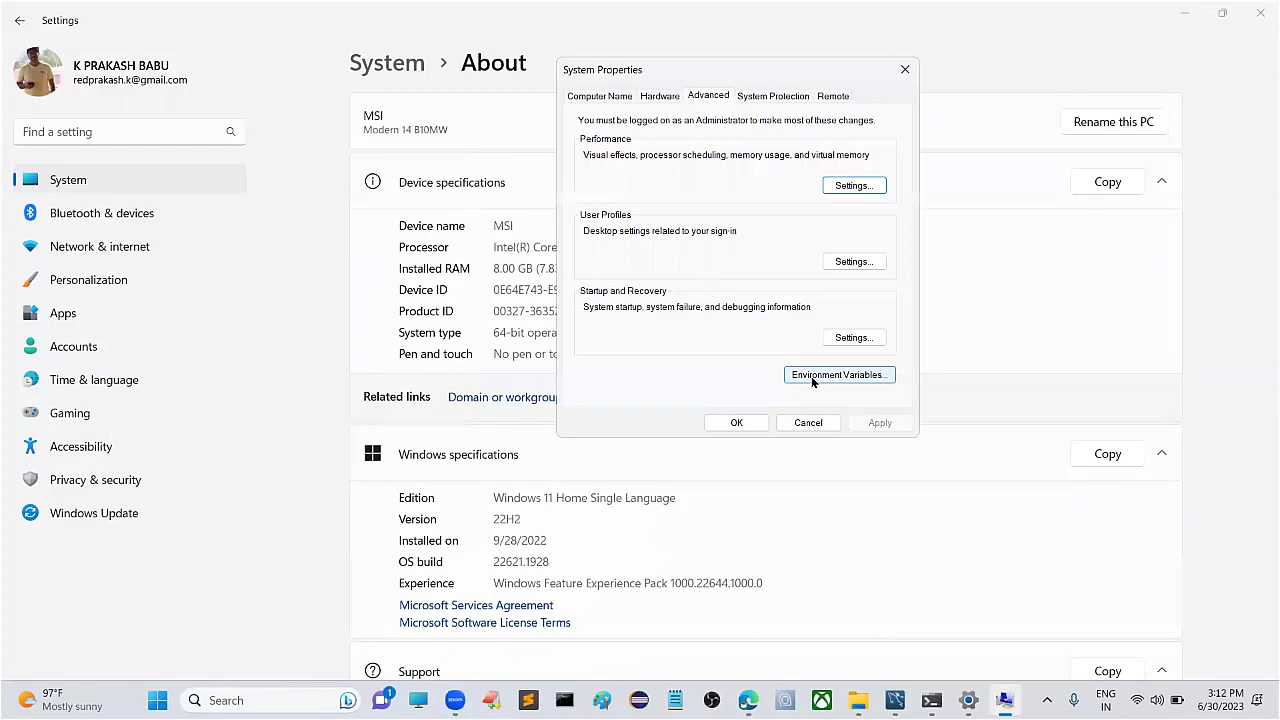 Settings
K PRAKASH BABU
redprakash.k@gmail.com
Find a setting
System
Bluetooth & devices
Network & internet
Personalization
Apps
Accounts
Time & language
Gaming
Accessibility
Privacy & security
Windows Update
System > About
MSI
Modern 14 B10MW
Rename this PC
Device specifications
Copy
Device name MSI
Processor Intel(R) Core
Installed RAM 8.00 GB (7.8
Device ID 0E64E743-E
Product ID 00327-3635
System type 64-bit opera
Pen and touch No pen or to
Related links Domain or workgrou
Windows specifications
Copy
Edition Windows 11 Home Single Language
Version 22H2
Installed on 9/28/2022
OS build 22621.1928
Experience Windows Feature Experience Pack 1000.22644.1000.0
Microsoft Services Agreement
Microsoft Software License Terms
Support
Copy
System Properties
Computer Name Hardware Advanced System Protection Remote
You must be logged on as an Administrator to make most of these changes.
Performance
Visual effects, processor scheduling, memory usage, and virtual memory
Settings...
User Profiles
Desktop settings related to your sign-in
Settings...
Startup and Recovery
System startup, system failure, and debugging information
Settings...
Environment Variables...
OK Cancel Apply
97°F
Mostly sunny
Search
1
ENG
IN
3:12 PM
6/30/2023